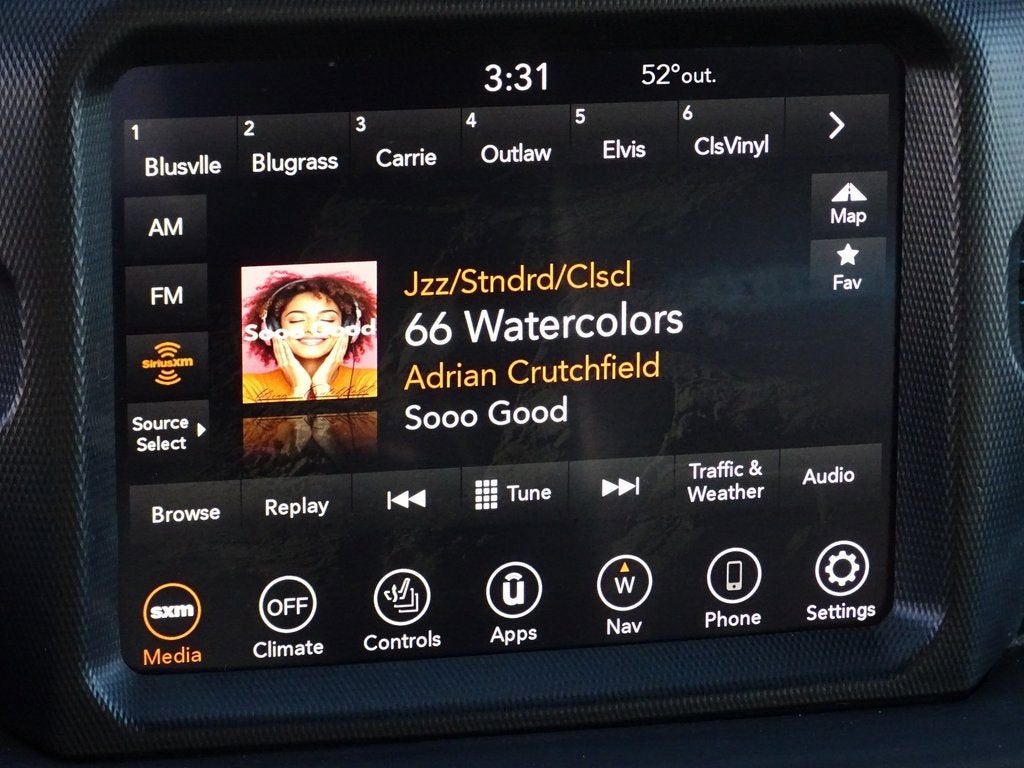 3:31
52°out.
1
Blusvlle
2
Blugrass
3
Carrie
4
Outlaw
5
Elvis
6
ClsVinyl
AM
Map
FM
Fav
SiriusXM
Source
Select
Sooo Good
Jzz/Stndrd/Clscl
66 Watercolors
Adrian Crutchfield
Sooo Good
Browse
Replay
Tune
Traffic &
Weather
Audio
sxm
Media
OFF
Climate
Controls
ū
Apps
W
Nav
Phone
Settings